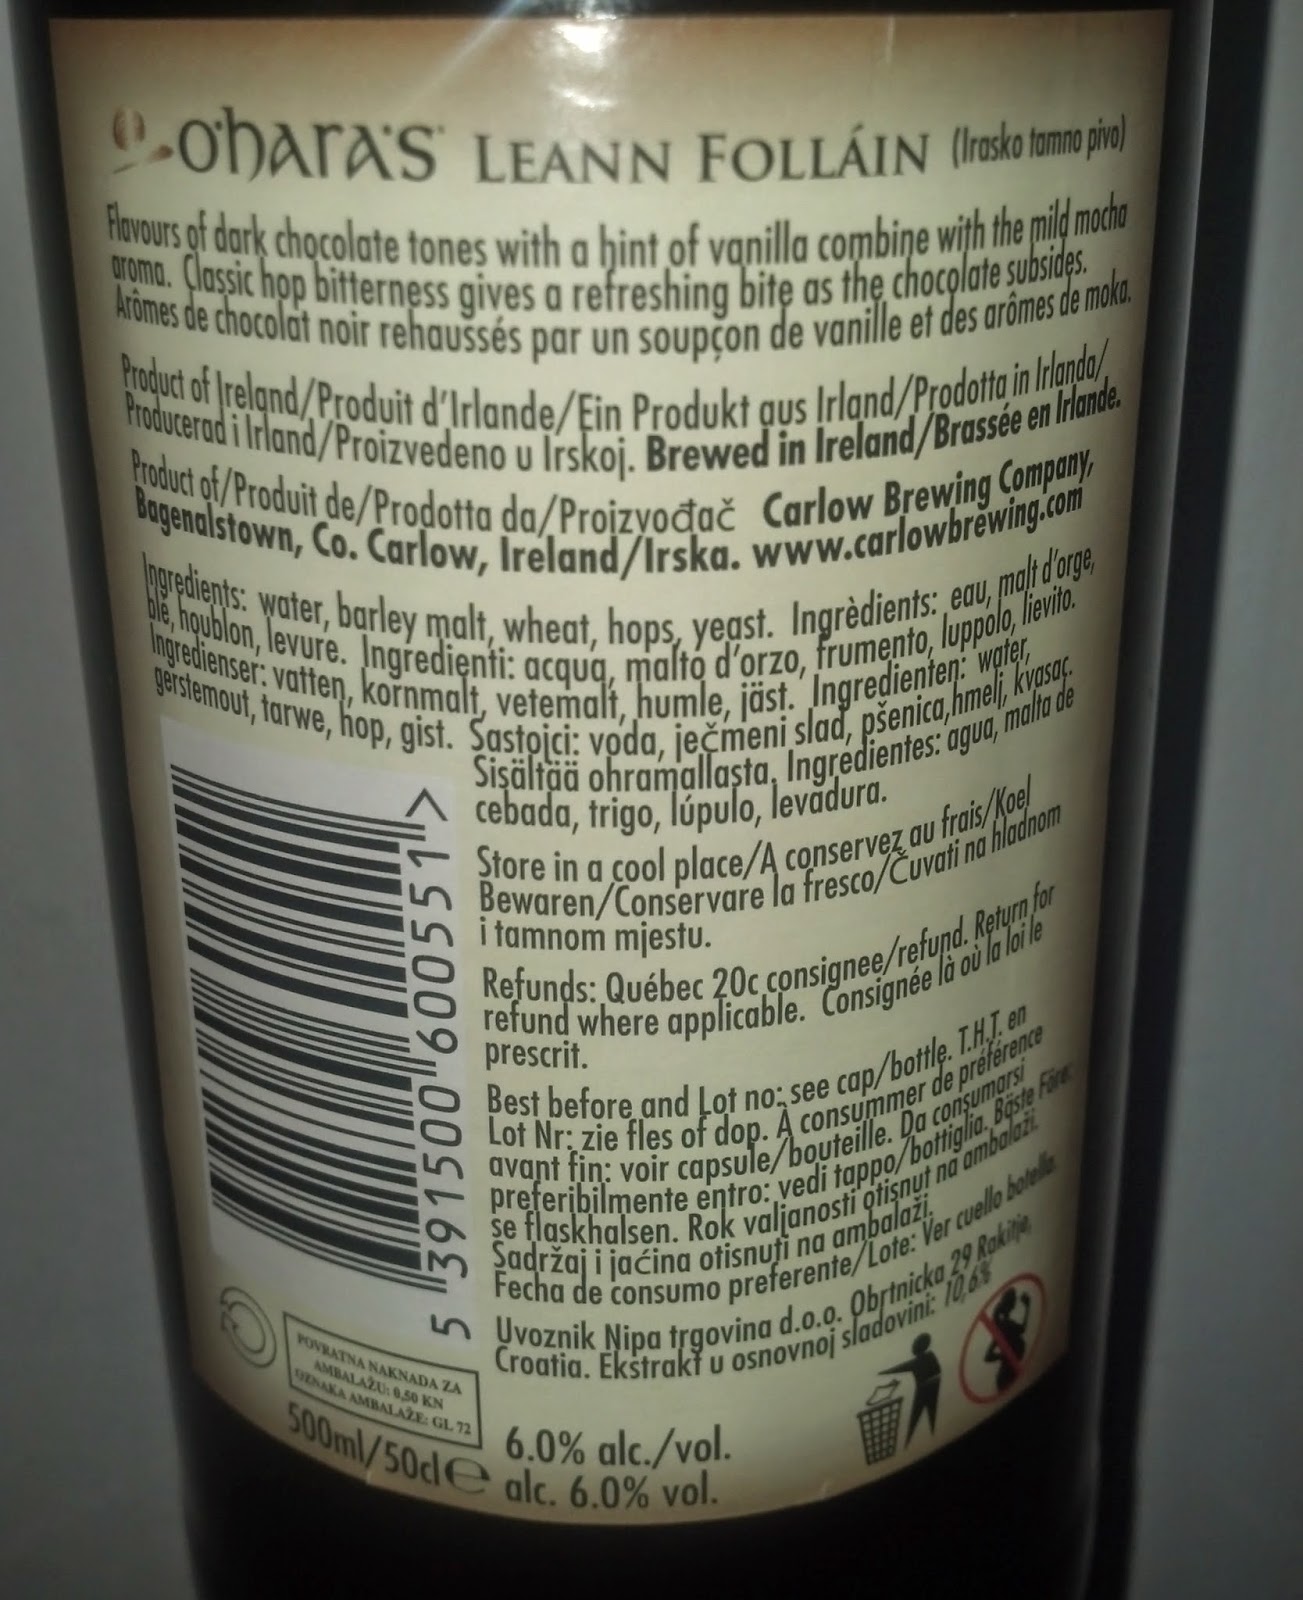 O'HARA'S LEANN FOLLÁIN (Irasko tamno pivo)
Flavours of dark chocolate tones with a hint of vanilla combine with the mild mocha
aroma. Classic hop bitterness gives a refreshing bite as the chocolate subsides.
Arômes de chocolat noir rehaussés par un soupçon de vanille et des arômes de moka.
Product of Ireland/Produit d'Irlande/Ein Produkt aus Irland/Prodotta in Irlanda/
Producerad i Irland/Proizvedeno u Irskoj. Brewed in Ireland/Brassée en Irlande.
Product of/Produit de/Prodotta da/Proizvođač Carlow Brewing Company,
Bagenalstown, Co. Carlow, Ireland/Irska. www.carlowbrewing.com
Ingredients: water, barley malt, wheat, hops, yeast. Ingrèdients: eau, malt d'orge,
blé, houblon, levure. Ingredienti: acqua, malto d'orzo, frumento, luppolo, lievito.
Ingredienser: vatten, kornmalt, vetemalt, humle, jäst. Ingredienten: water,
gerstemout, tarwe, hop, gist. Sastojci: voda, ječmeni slad, pšenica, hmelj, kvasac.
Sisältää ohramallasta. Ingredientes: agua, malta de
cebada, trigo, lúpulo, levadura.
Store in a cool place/A conservez au frais/Koel
Bewaren/Conservare la fresco/Čuvati na hladnom
i tamnom mjestu.
Refunds: Québec 20c consignee/refund. Return for
refund where applicable. Consignée là où la loi le
prescrit.
Best before and Lot no: see cap/bottle. T.H.T. en
Lot Nr: zie fles of dop. À consummer de préférence
avant fin: voir capsule/bouteille. Da consumarsi
preferibilmente entro: vedi tappo/bottiglia. Bäste Före:
se flaskhalsen. Rok valjanosti otisnut na ambalaži.
Sadržaj i jaćina otisnuti na ambalaži.
Fecha de consumo preferente/Lote: Ver cuello botella.
Uvoznik Nipa trgovina d.o.o. Obrtnicka 29 Rakitje,
Croatia. Ekstrakt u osnovnoj sladovini: 10,6%
5 391500 600551 >
POVRATNA NAKNADA ZA
AMBALAŽU: 0,50 KN
OZNAKA AMBALAŽE: GL 72
500ml/50cl e
6.0% alc./vol.
alc. 6.0% vol.